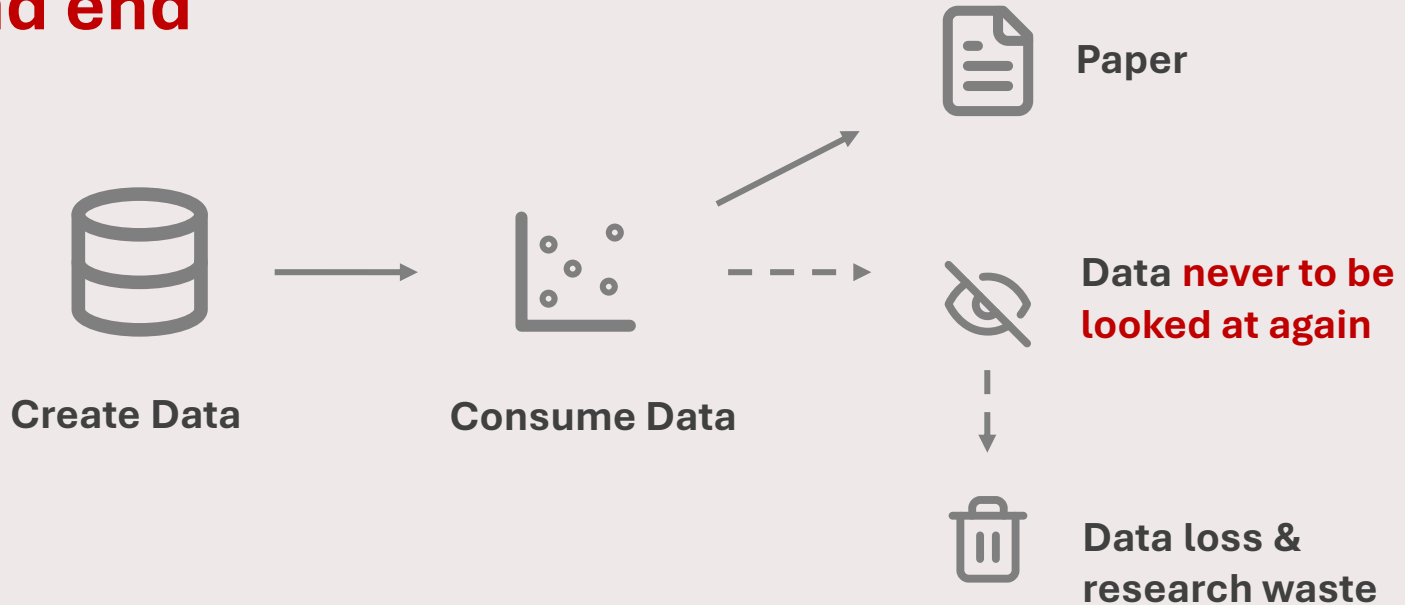 end
Paper
Data never to be
looked at again
Create Data
Consume Data
Data loss &
research waste